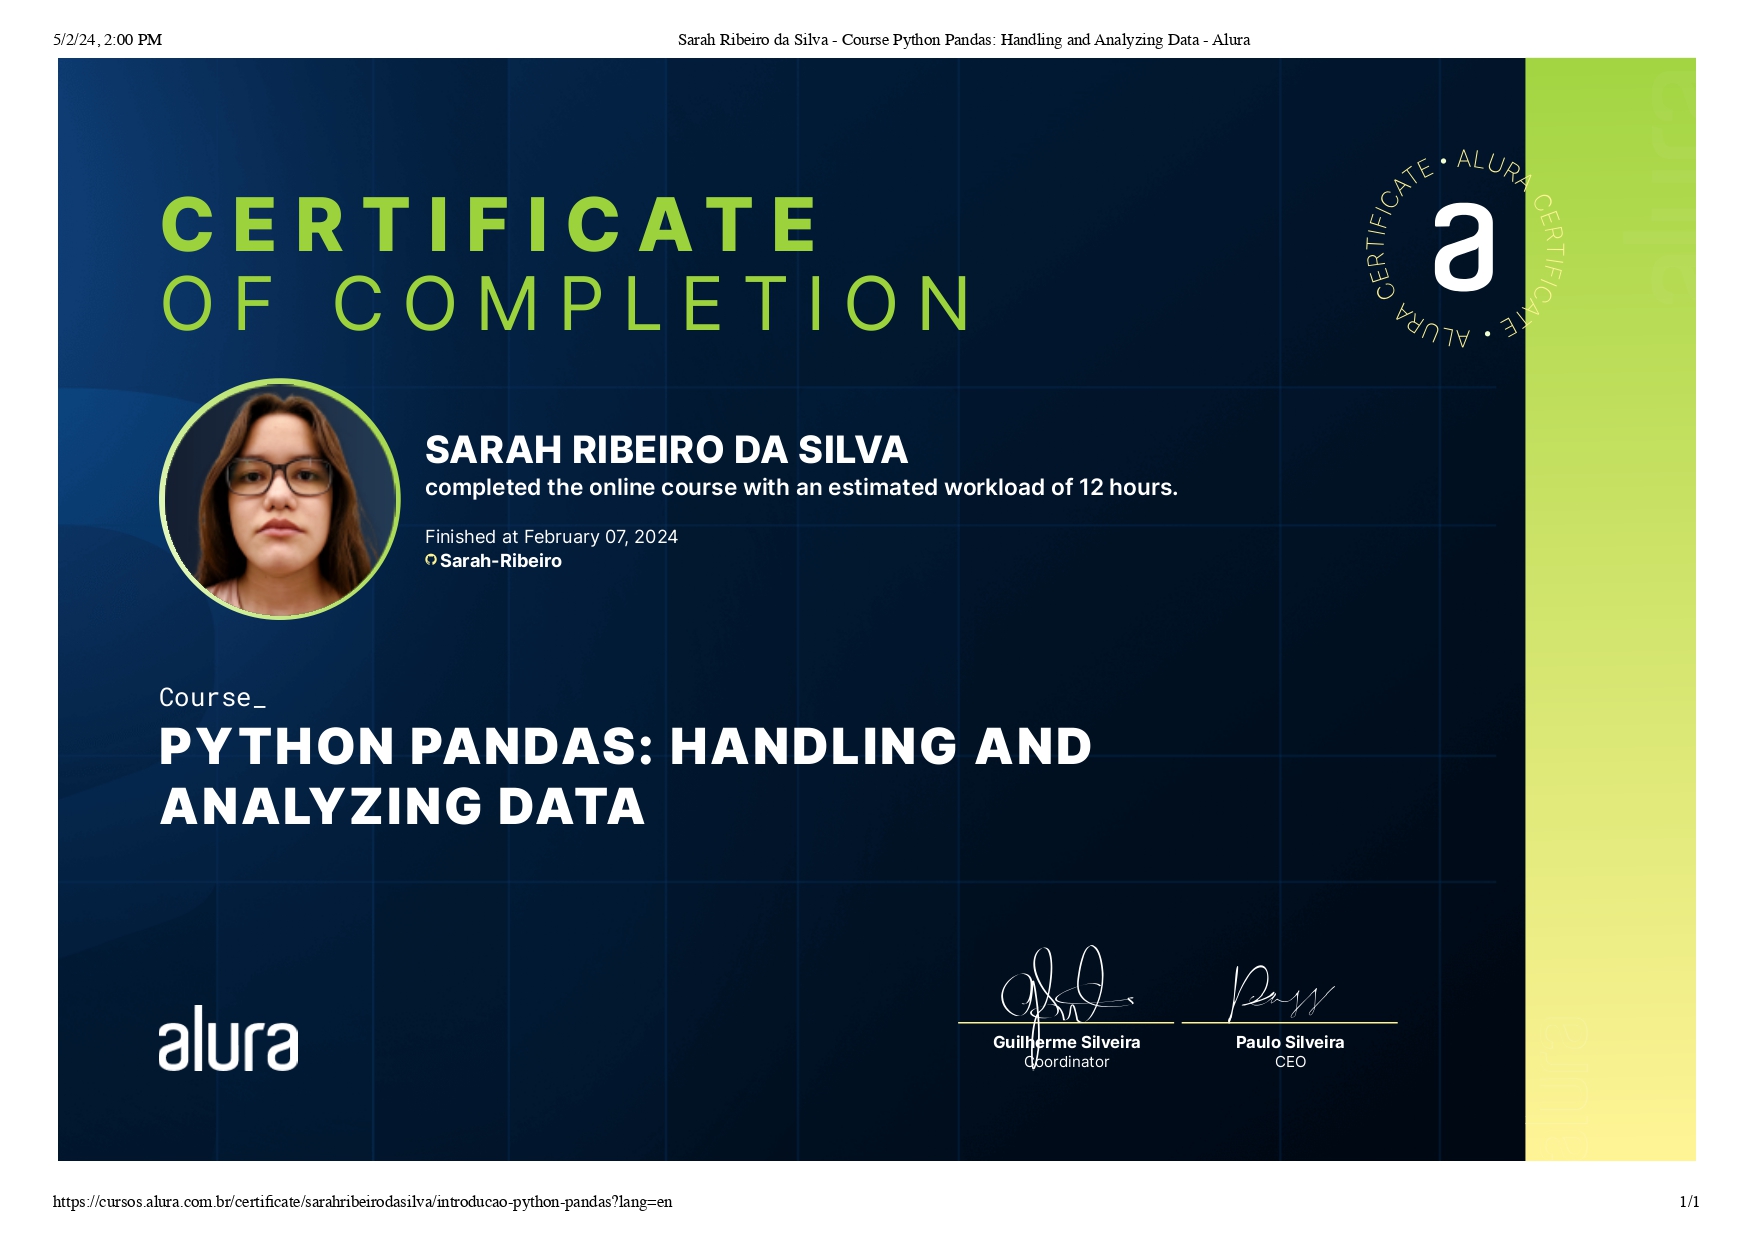 5/2/24, 2:00 PM
Sarah Ribeiro da Silva - Course Python Pandas: Handling and Analyzing Data - Alura
CERTIFICATE
OF COMPLETION
ALURA CERTIFICATE • ALURA CERTIFICATE •
a
SARAH RIBEIRO DA SILVA
completed the online course with an estimated workload of 12 hours.
Finished at February 07, 2024
Sarah-Ribeiro
Course_
PYTHON PANDAS: HANDLING AND
ANALYZING DATA
alura
Guilherme Silveira
Coordinator
Paulo Silveira
CEO
https://cursos.alura.com.br/certificate/sarahribeirodasilva/introducao-python-pandas?lang=en
1/1